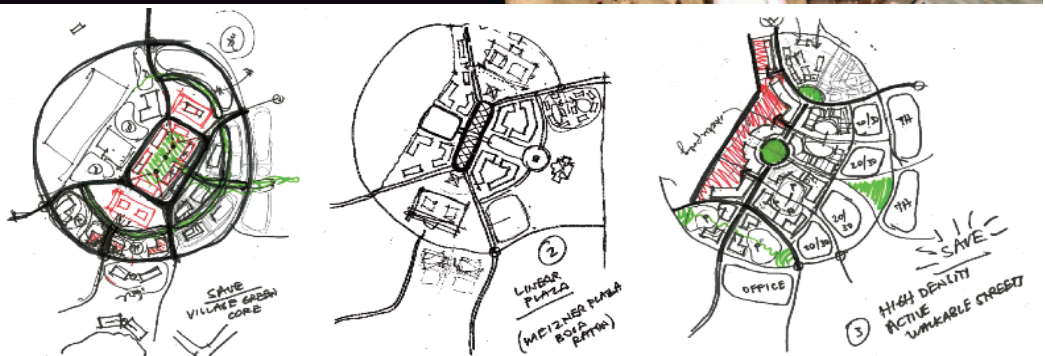 SAVE
VILLAGE GREEN
CORE
2
LINEAR
PLAZA
(MEIZNER PLAZA
BOCA
RATON)
20/30
TH
20/30
20/30
20/30
TH
OFFICE
SAVE
3
HIGH DENSITY
ACTIVE
WALKABLE STREETS